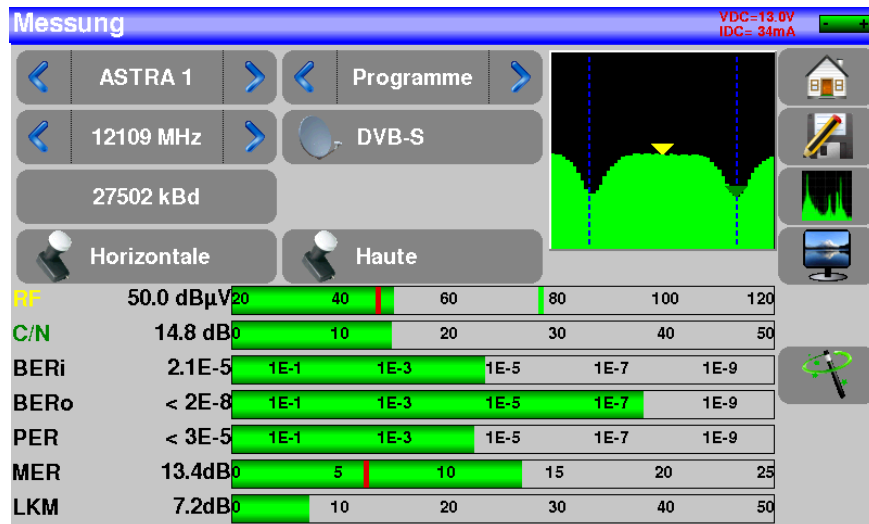 Messung
VDC=13.0V
IDC= 34mA
- +
ASTRA 1
Programme
12109 MHz
DVB-S
27502 kBd
Horizontale
Haute
RF 50.0 dBµV 20 40 60 80 100 120
C/N 14.8 dB 0 10 20 30 40 50
BERi 2.1E-5 1E-1 1E-3 1E-5 1E-7 1E-9
BERo < 2E-8 1E-1 1E-3 1E-5 1E-7 1E-9
PER < 3E-5 1E-1 1E-3 1E-5 1E-7 1E-9
MER 13.4dB 0 5 10 15 20 25
LKM 7.2dB 0 10 20 30 40 50